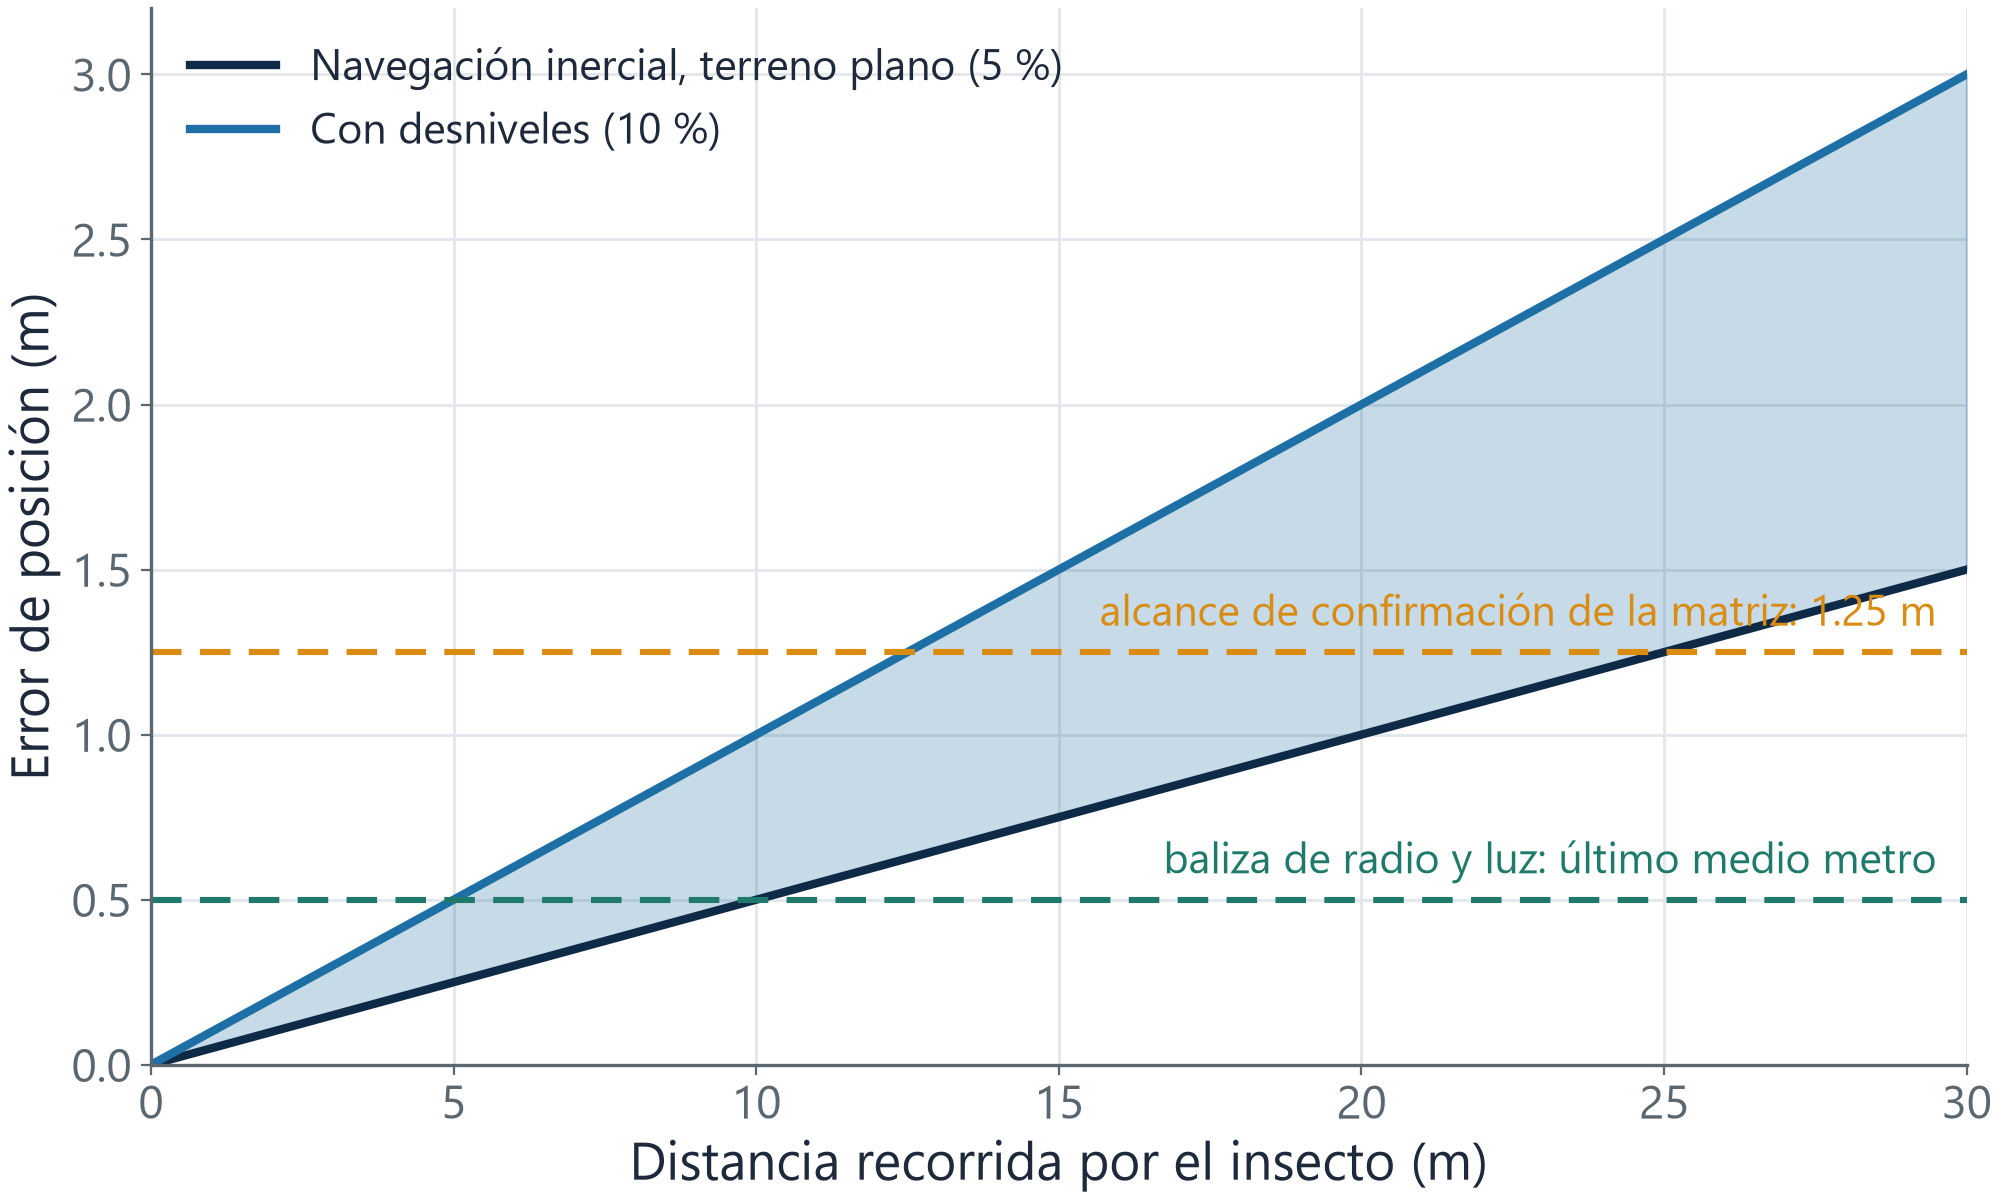 Navegación inercial, terreno plano (5 %)
Con desniveles (10 %)
Error de posición (m)
3.0
2.5
2.0
1.5
1.0
0.5
0.0
alcance de confirmación de la matriz: 1.25 m
baliza de radio y luz: último medio metro
0 5 10 15 20 25 30
Distancia recorrida por el insecto (m)